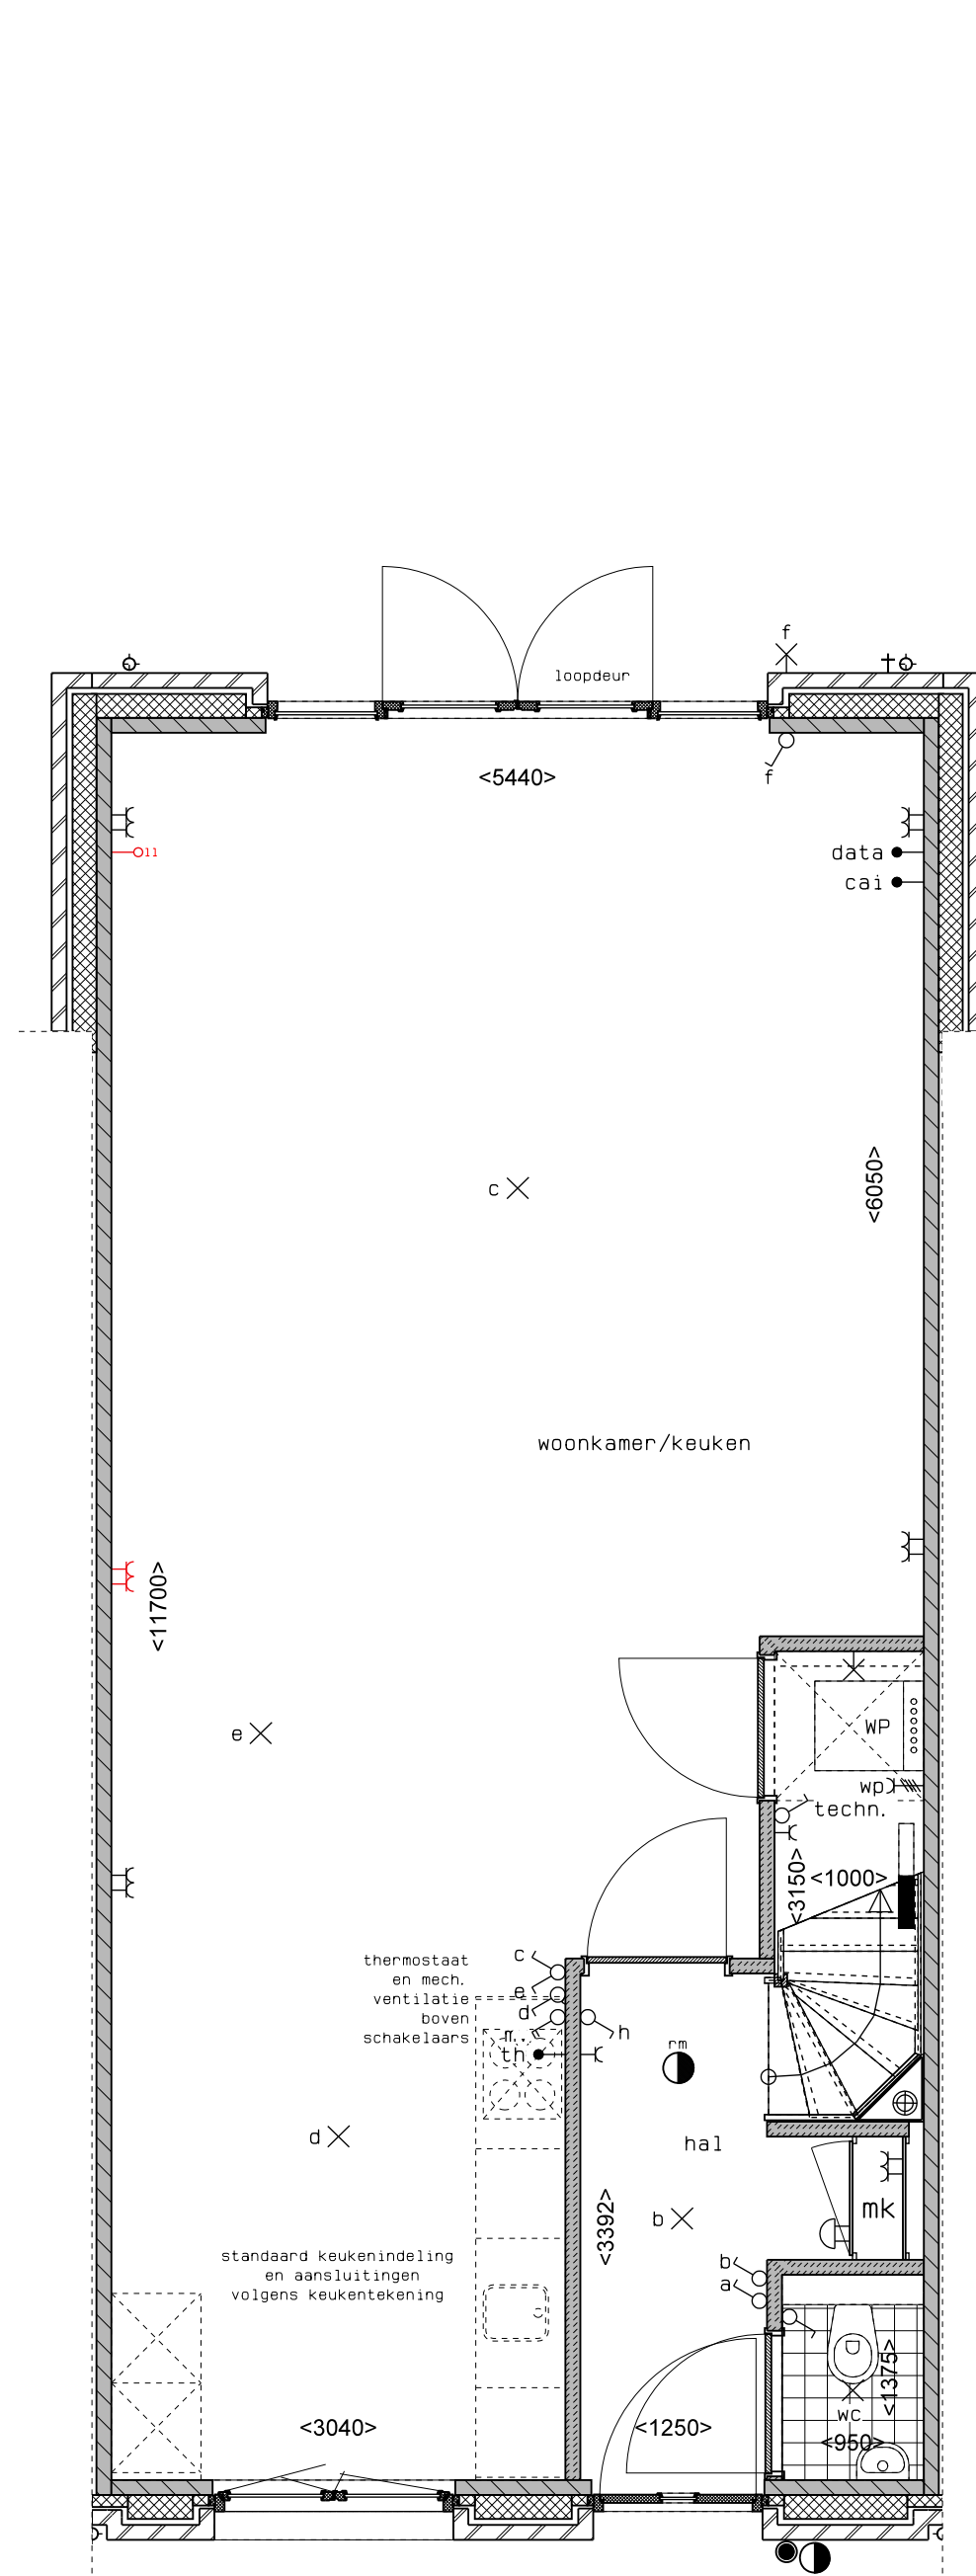 f
loopdeur
<5440>
f
11
data
cai
<6050>
c
woonkamer/keuken
<11700>
e
WP
wp
techn.
<3150>
<1000>
thermostaat
en mech.
ventilatie
boven
schakelaars
c
e
d
h
th
rm
hal
d
b
mk
<3392>
standaard keukenindeling
en aansluitingen
volgens keukentekening
b
a
<1375>
wc
<3040>
<1250>
<950>